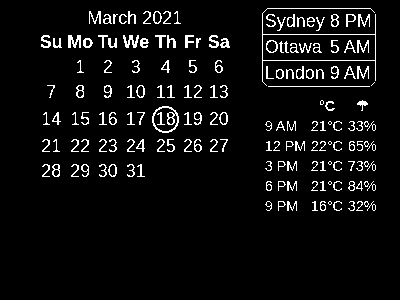 March 2021
Su Mo Tu We Th Fr Sa
1 2 3 4 5 6
7 8 9 10 11 12 13
14 15 16 17 18 19 20
21 22 23 24 25 26 27
28 29 30 31
Sydney 8 PM
Ottawa 5 AM
London 9 AM
°C ☂
9 AM 21°C 33%
12 PM 22°C 65%
3 PM 21°C 73%
6 PM 21°C 84%
9 PM 16°C 32%